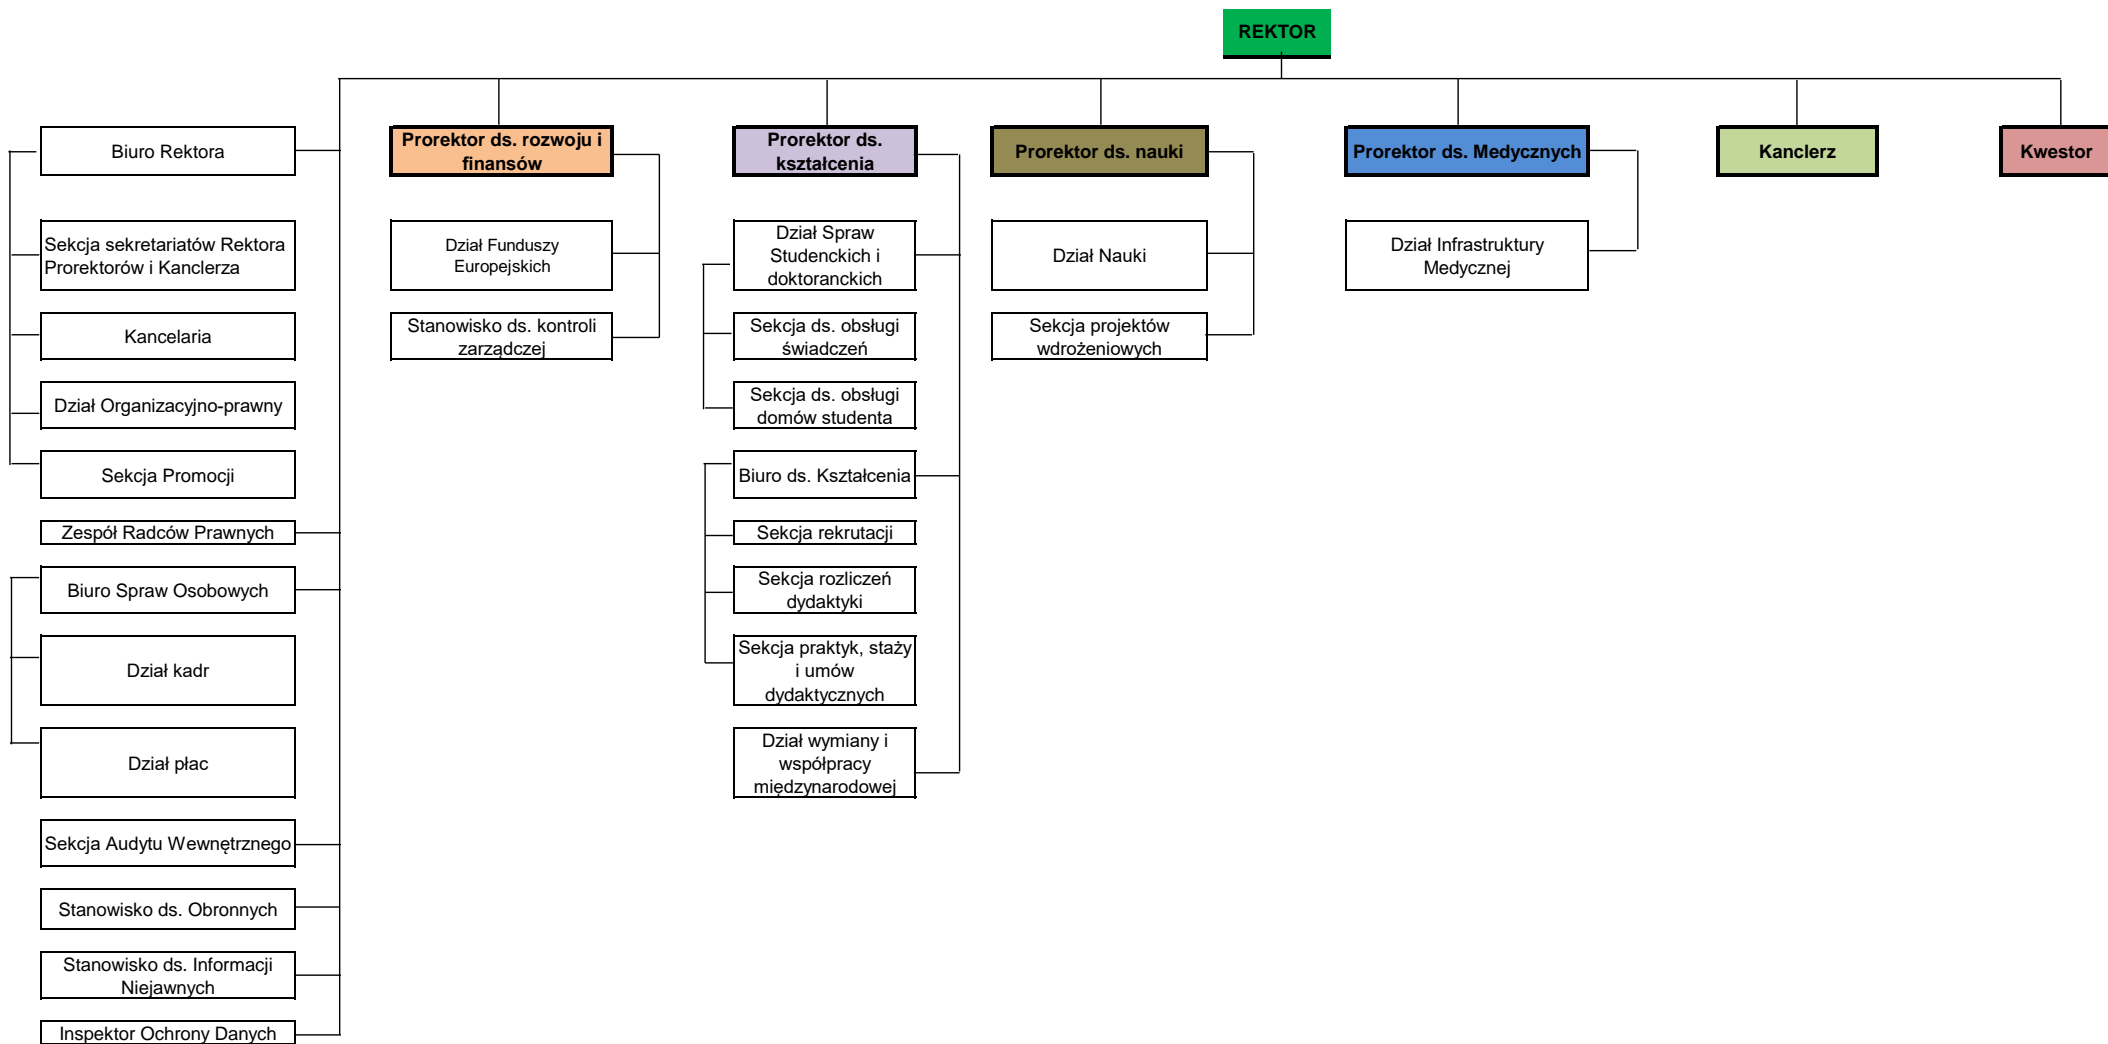 REKTOR
Biuro Rektora
Prorektor ds. rozwoju i
finansów
Prorektor ds.
kształcenia
Prorektor ds. nauki
Prorektor ds. Medycznych
Kanclerz
Kwestor
Sekcja sekretariatów Rektora
Prorektorów i Kanclerza
Dział Funduszy
Europejskich
Dział Spraw
Studenckich i
doktoranckich
Dział Nauki
Dział Infrastruktury
Medycznej
Kancelaria
Stanowisko ds. kontroli
zarządczej
Sekcja ds. obsługi
świadczeń
Sekcja projektów
wdrożeniowych
Dział Organizacyjno-prawny
Sekcja ds. obsługi
domów studenta
Sekcja Promocji
Biuro ds. Kształcenia
Zespół Radców Prawnych
Sekcja rekrutacji
Biuro Spraw Osobowych
Sekcja rozliczeń
dydaktyki
Dział kadr
Sekcja praktyk, staży
i umów
dydaktycznych
Dział płac
Dział wymiany i
współpracy
międzynarodowej
Sekcja Audytu Wewnętrznego
Stanowisko ds. Obronnych
Stanowisko ds. Informacji
Niejawnych
Inspektor Ochrony Danych